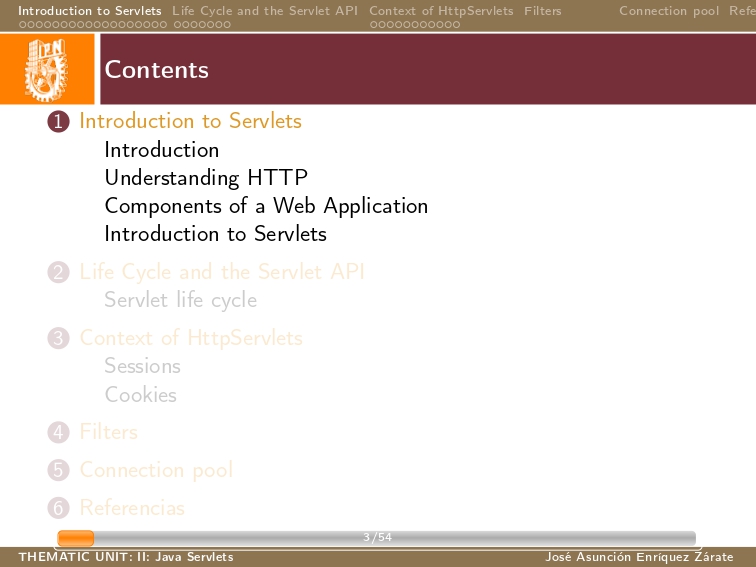 Introduction to Servlets Life Cycle and the Servlet API Context of HttpServlets Filters Connection pool Refe
IPN
Contents
1 Introduction to Servlets
Introduction
Understanding HTTP
Components of a Web Application
Introduction to Servlets
2 Life Cycle and the Servlet API
Servlet life cycle
3 Context of HttpServlets
Sessions
Cookies
4 Filters
5 Connection pool
6 Referencias
3/54
THEMATIC UNIT: II: Java Servlets José Asunción Enríquez Zárate